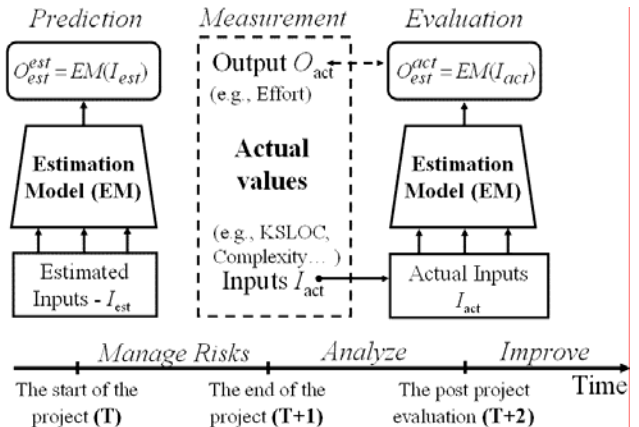 Prediction
O_est^est = EM(I_est)
Estimation
Model (EM)
Estimated
Inputs - I_est
Measurement
Output O_act
(e.g., Effort)
Actual
values
(e.g., KSLOC,
Complexity… )
Inputs I_act
Evaluation
O_est^act = EM(I_act)
Estimation
Model (EM)
Actual Inputs
I_act
Manage Risks
Analyze
Improve
Time
The start of the
project (T)
The end of the
project (T+1)
The post project
evaluation (T+2)